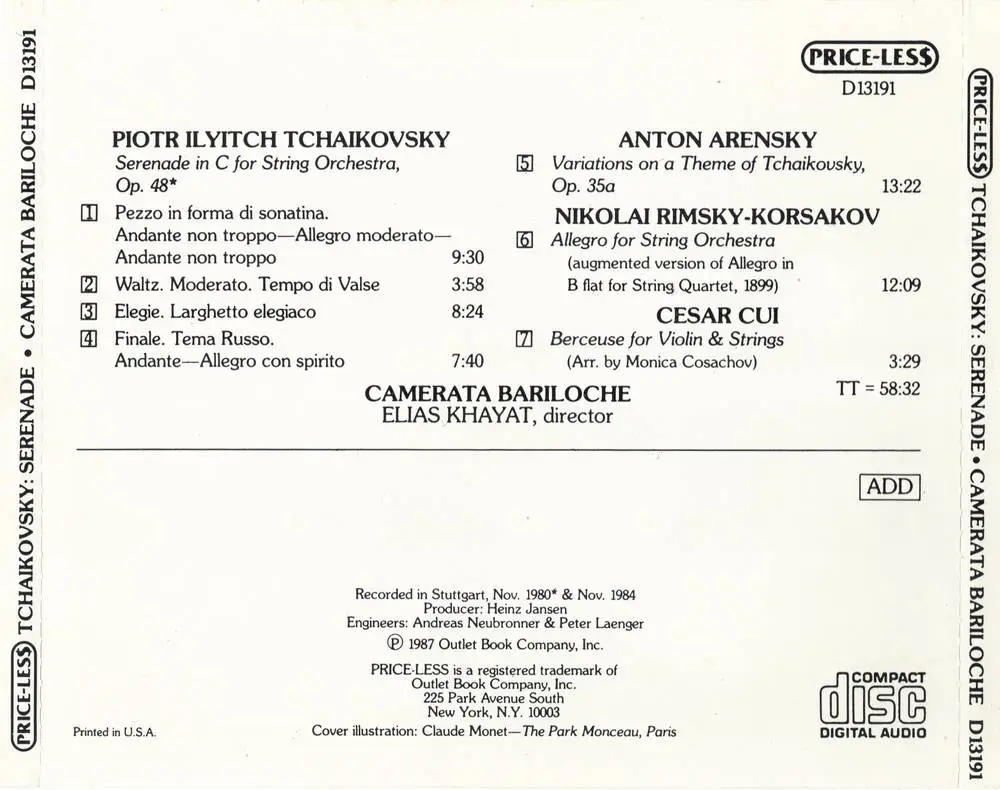 PRICE-LES$ TCHAIKOVSKY: SERENADE • CAMERATA BARILOCHE D13191
PRICE-LES$
D13191
PIOTR ILYITCH TCHAIKOVSKY
Serenade in C for String Orchestra,
Op. 48*
1 Pezzo in forma di sonatina.
Andante non troppo—Allegro moderato—
Andante non troppo 9:30
2 Waltz. Moderato. Tempo di Valse 3:58
3 Elegie. Larghetto elegiaco 8:24
4 Finale. Tema Russo.
Andante—Allegro con spirito 7:40
ANTON ARENSKY
5 Variations on a Theme of Tchaikovsky,
Op. 35a 13:22
NIKOLAI RIMSKY-KORSAKOV
6 Allegro for String Orchestra
(augmented version of Allegro in
B flat for String Quartet, 1899) 12:09
CESAR CUI
7 Berceuse for Violin & Strings
(Arr. by Monica Cosachov) 3:29
TT = 58:32
CAMERATA BARILOCHE
ELIAS KHAYAT, director
ADD
Recorded in Stuttgart, Nov. 1980* & Nov. 1984
Producer: Heinz Jansen
Engineers: Andreas Neubronner & Peter Laenger
℗ 1987 Outlet Book Company, Inc.
PRICE-LESS is a registered trademark of
Outlet Book Company, Inc.
225 Park Avenue South
New York, N.Y. 10003
Cover illustration: Claude Monet—The Park Monceau, Paris
Printed in U.S.A.
COMPACT
disc
DIGITAL AUDIO
PRICE-LES$ TCHAIKOVSKY: SERENADE • CAMERATA BARILOCHE D13191